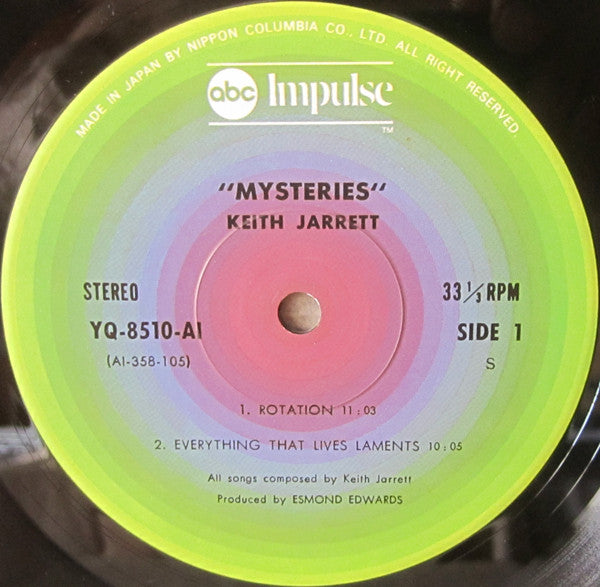 MADE IN JAPAN BY NIPPON COLUMBIA CO., LTD. ALL RIGHT RESERVED.
abc Impulse
TM
"MYSTERIES"
KEITH JARRETT
STEREO
33 1/3 RPM
YQ-8510-AI
SIDE 1
(AI-358-105)
S
1. ROTATION 11:03
2. EVERYTHING THAT LIVES LAMENTS 10:05
All songs composed by Keith Jarrett
Produced by ESMOND EDWARDS